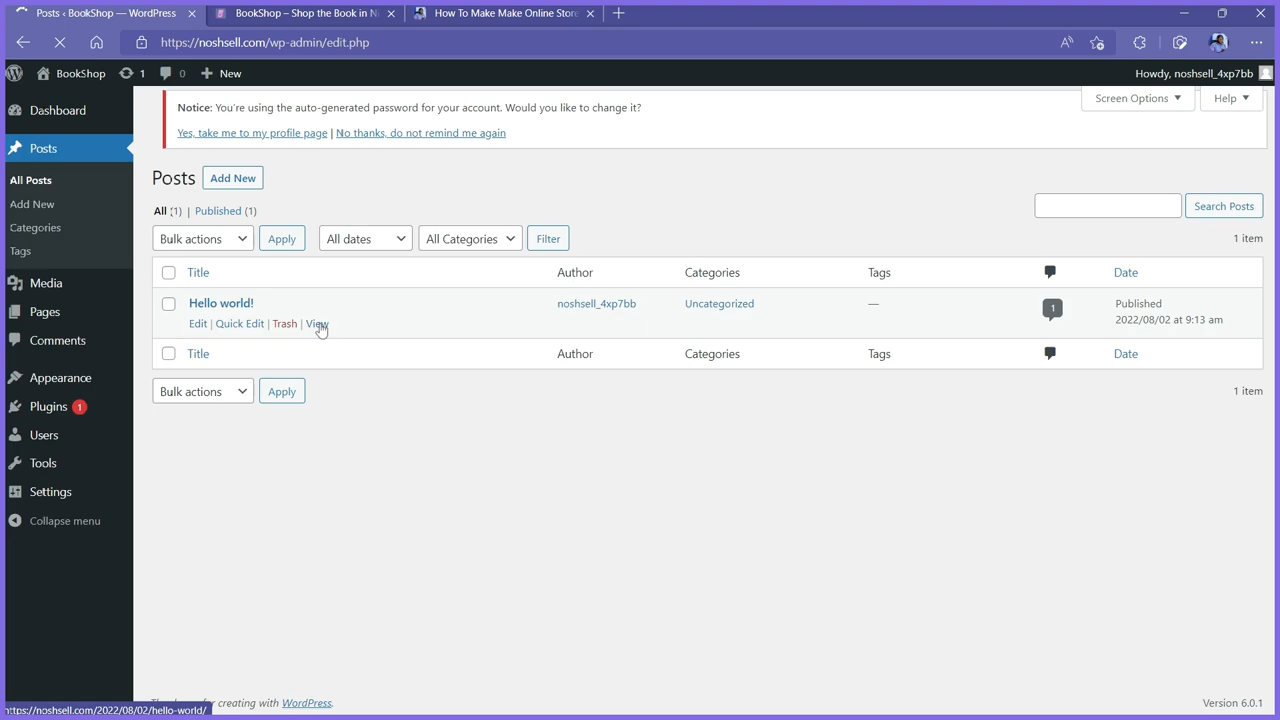 Posts ‹ BookShop — WordPress
BookShop – Shop the Book in Ni
How To Make Make Online Store
https://noshsell.com/wp-admin/edit.php
BookShop 1 0 New
Howdy, noshsell_4xp7bb
Dashboard
Posts
All Posts
Add New
Categories
Tags
Media
Pages
Comments
Appearance
Plugins 1
Users
Tools
Settings
Collapse menu
Notice: You're using the auto-generated password for your account. Would you like to change it?
Yes, take me to my profile page | No thanks, do not remind me again
Screen Options Help
Posts Add New
All (1) | Published (1)
Search Posts
Bulk actions Apply All dates All Categories Filter
1 item
Title Author Categories Tags Date
Hello world! noshsell_4xp7bb Uncategorized — 1 Published
2022/08/02 at 9:13 am
Edit | Quick Edit | Trash | View
Title Author Categories Tags Date
Bulk actions Apply
1 item
creating with WordPress.
Version 6.0.1
https://noshsell.com/2022/08/02/hello-world/